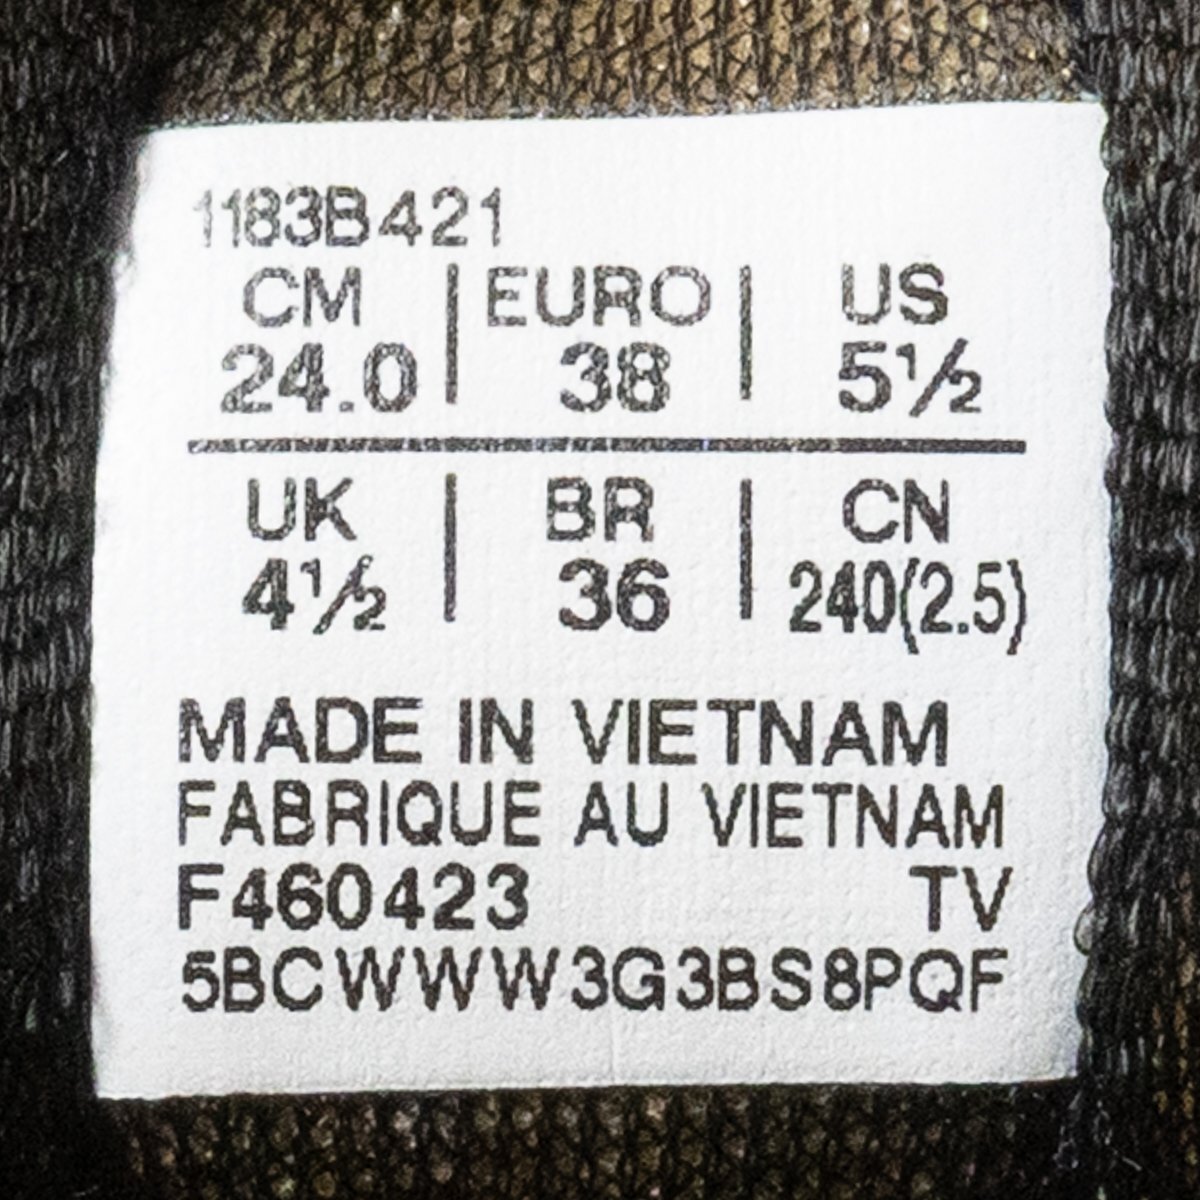 1183B421
CM | EURO | US
24.0 38 5½
UK | BR | CN
4½ 36 240(2.5)
MADE IN VIETNAM
FABRIQUE AU VIETNAM
F460423 TV
5BCWWW3G3BS8PQF